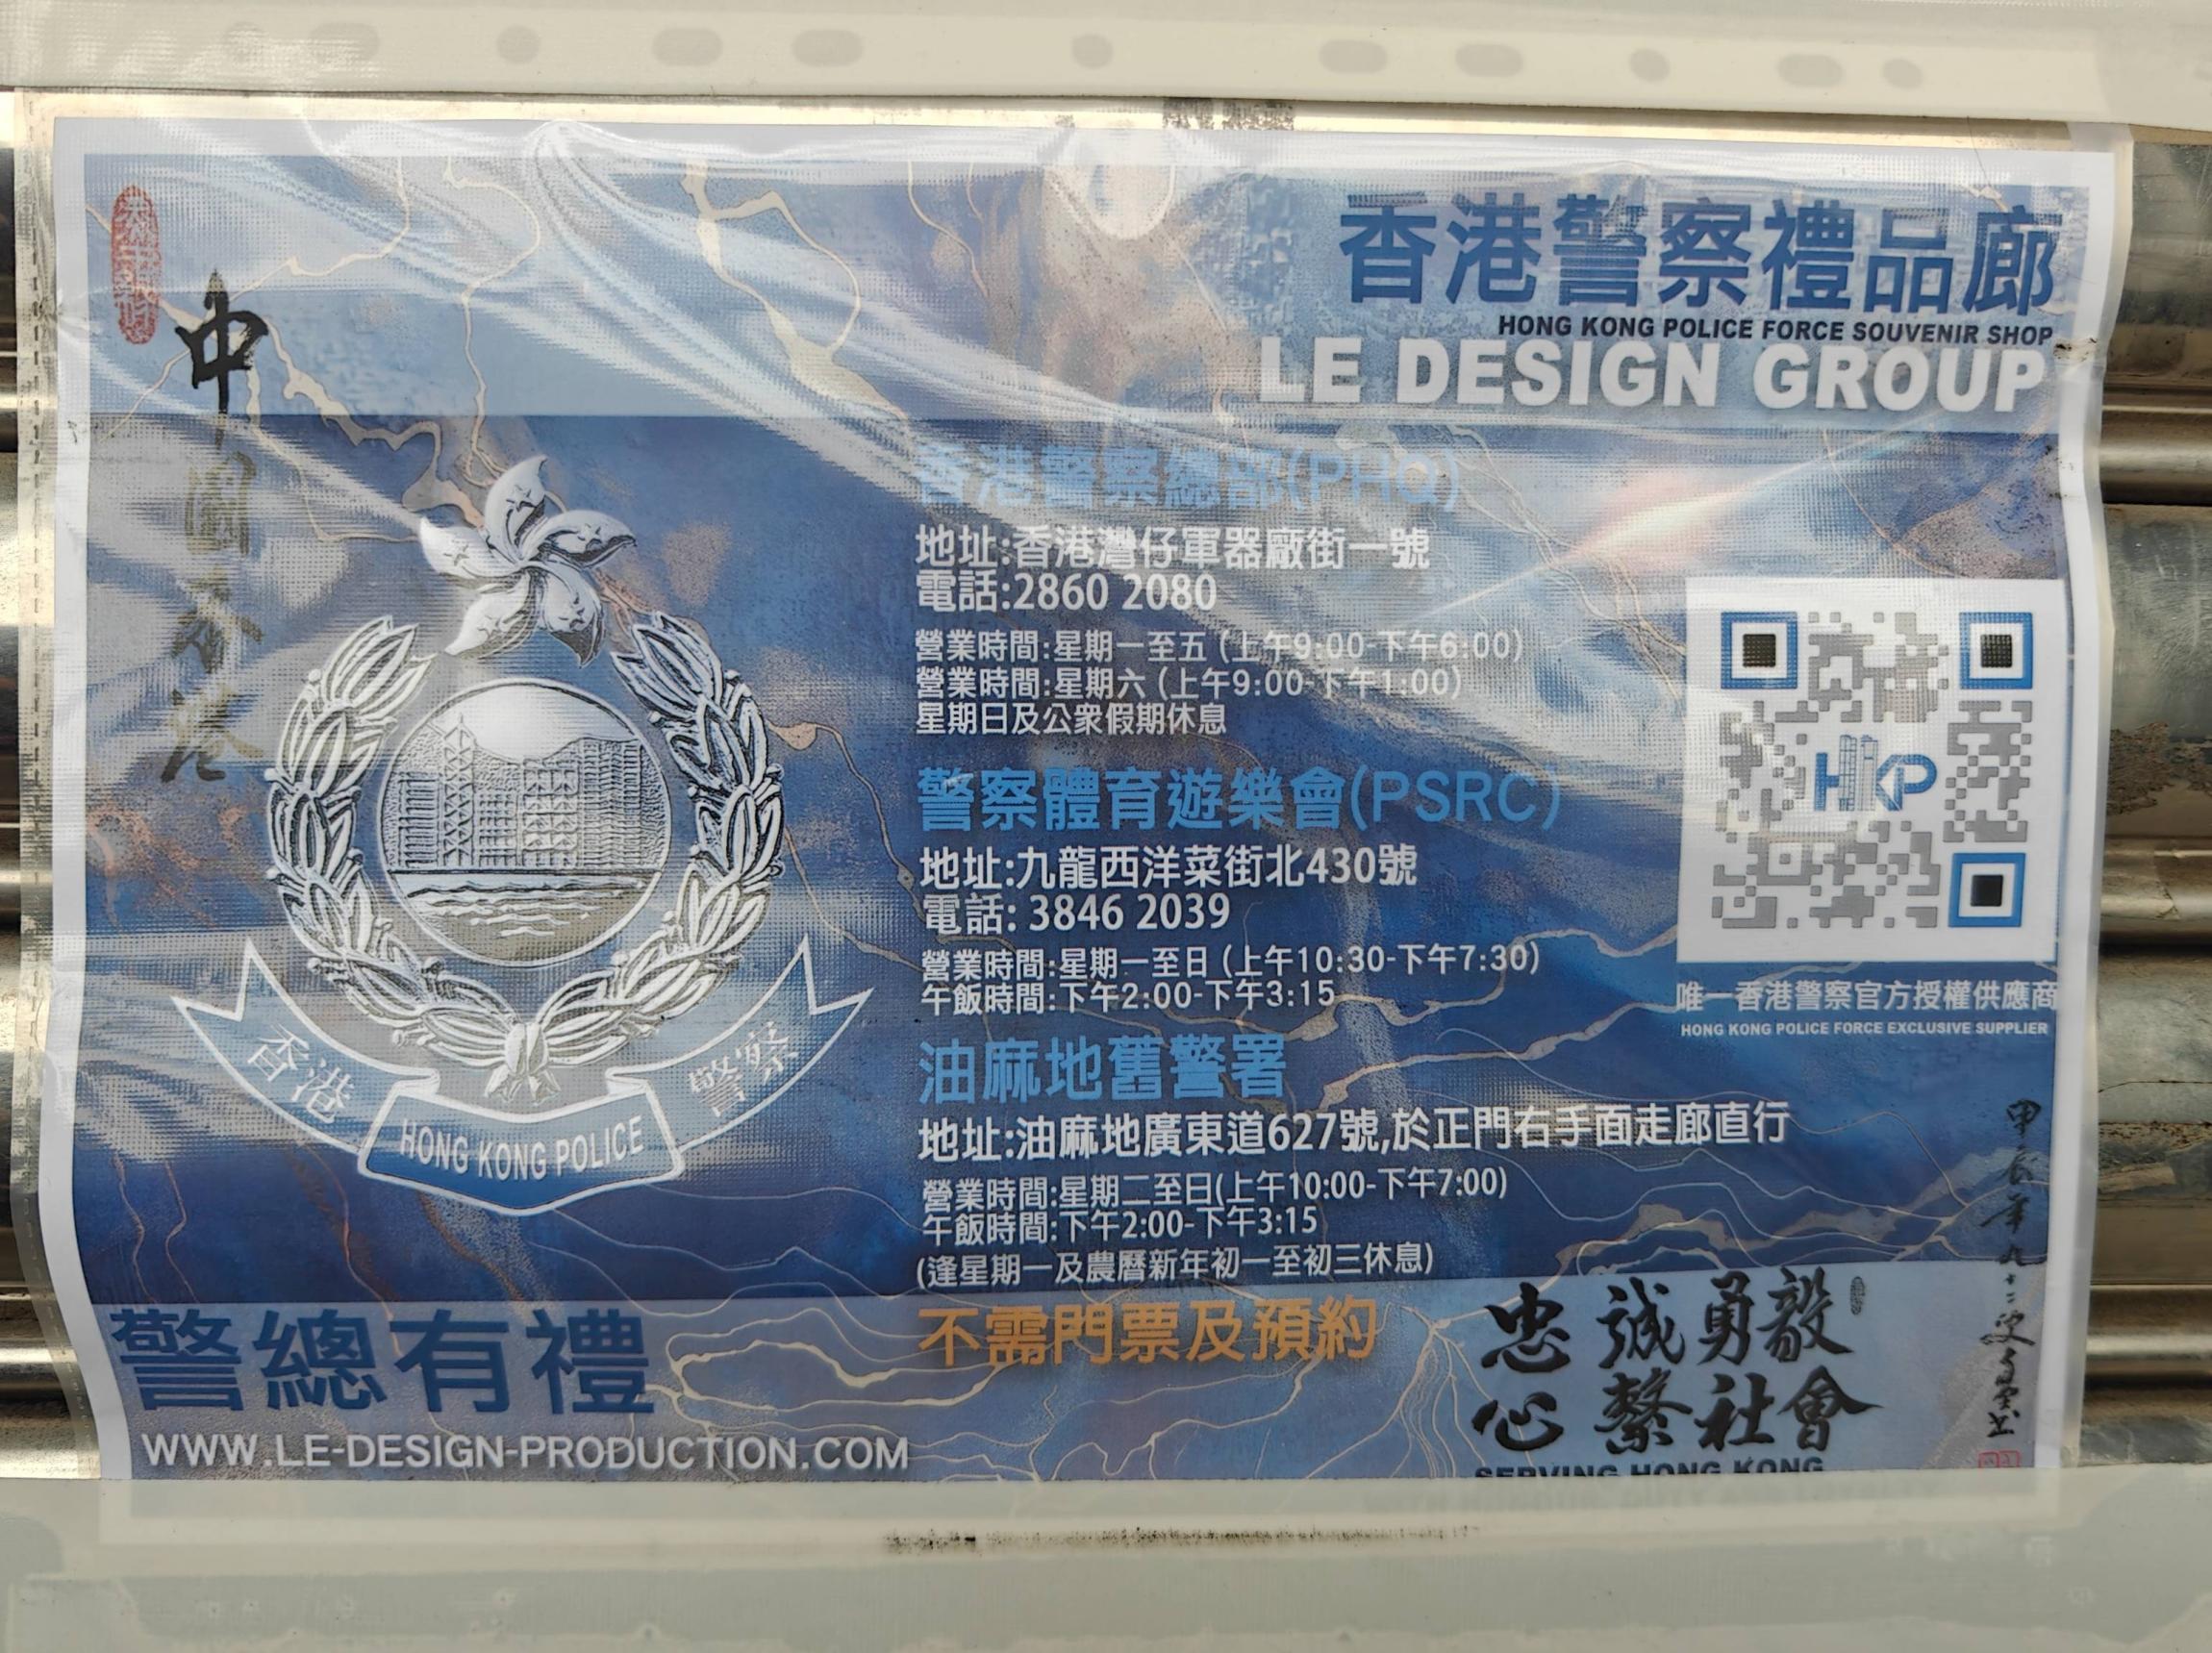 香港警察禮品廊
HONG KONG POLICE FORCE SOUVENIR SHOP
LE DESIGN GROUP
中國香港
香港警察總部(PHQ)
地址:香港灣仔軍器廠街一號
電話:2860 2080
營業時間:星期一至五 (上午9:00-下午6:00)
營業時間:星期六 (上午9:00-下午1:00)
星期日及公眾假期休息
警察體育遊樂會(PSRC)
地址:九龍西洋菜街北430號
電話: 3846 2039
營業時間:星期一至日 (上午10:30-下午7:30)
午飯時間:下午2:00-下午3:15
HKP
唯一香港警察官方授權供應商
HONG KONG POLICE FORCE EXCLUSIVE SUPPLIER
香港 警察
HONG KONG POLICE
油麻地舊警署
地址:油麻地廣東道627號,於正門右手面走廊直行
營業時間:星期二至日(上午10:00-下午7:00)
午飯時間:下午2:00-下午3:15
(逢星期一及農曆新年初一至初三休息)
不需門票及預約
警總有禮
WWW.LE-DESIGN-PRODUCTION.COM
忠誠勇毅
心繫社會
SERVING HONG KONG
甲辰年